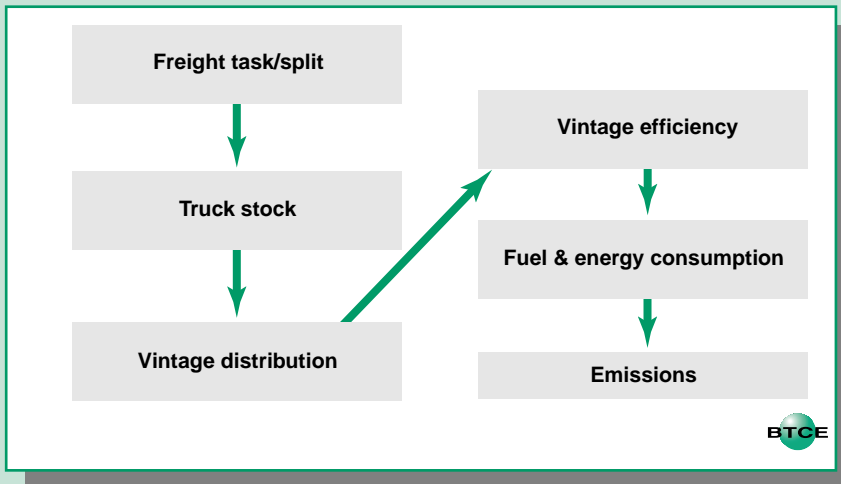 Freight task/split
Truck stock
Vintage distribution
Vintage efficiency
Fuel & energy consumption
Emissions
BTCE